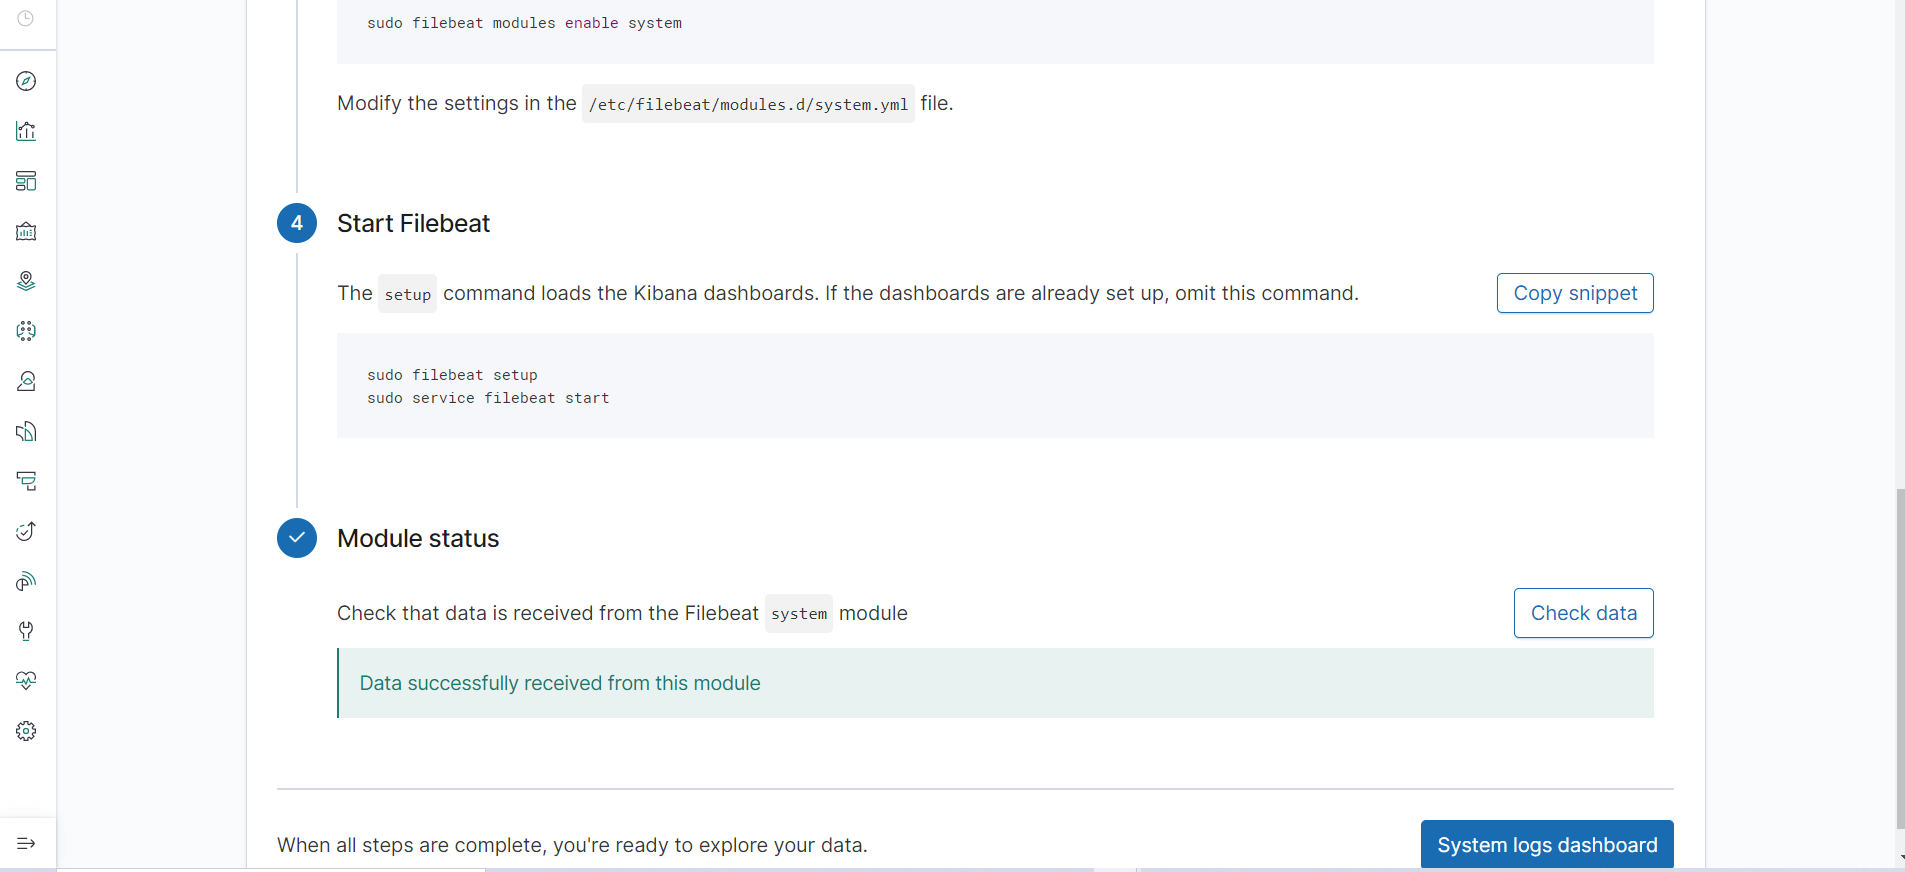 sudo filebeat modules enable system
Modify the settings in the /etc/filebeat/modules.d/system.yml file.
4 Start Filebeat
The setup command loads the Kibana dashboards. If the dashboards are already set up, omit this command. Copy snippet
sudo filebeat setup
sudo service filebeat start
Module status
Check that data is received from the Filebeat system module Check data
Data successfully received from this module
When all steps are complete, you're ready to explore your data. System logs dashboard